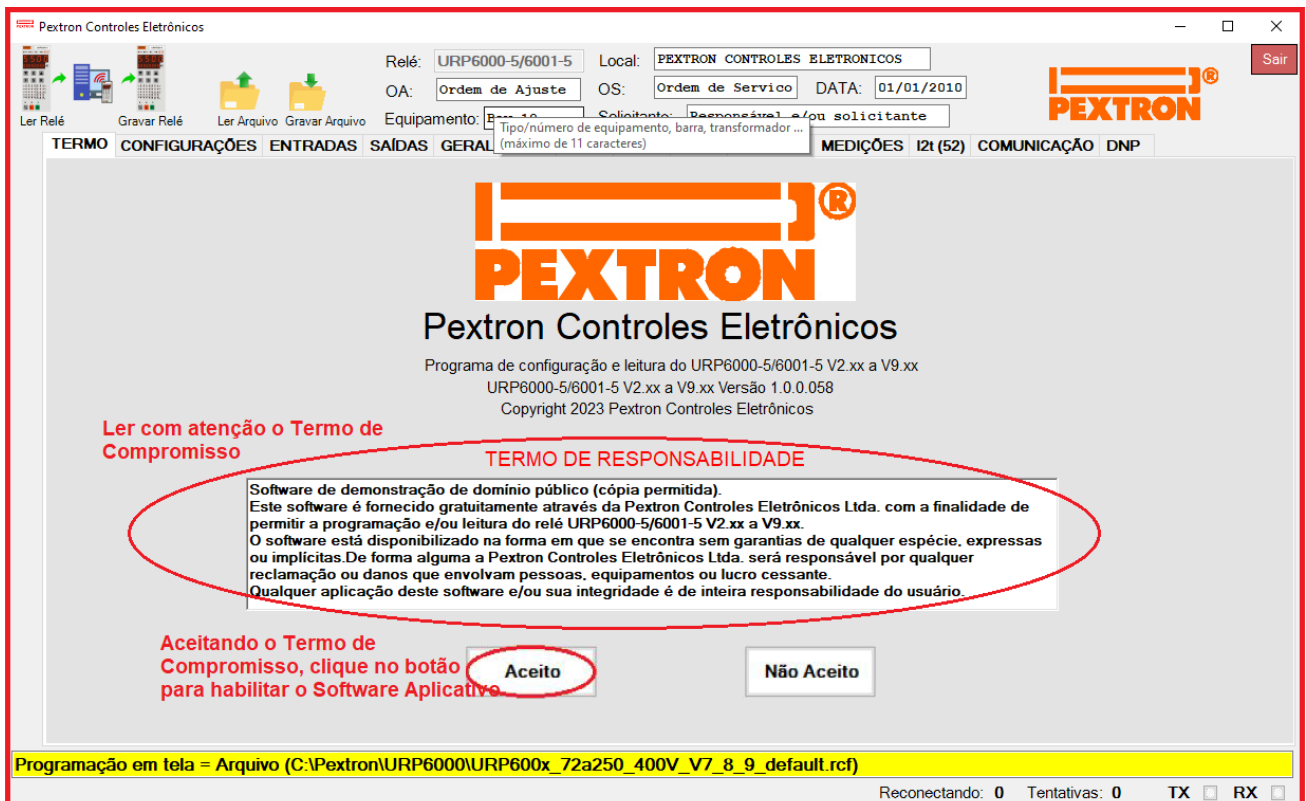 Pextron Controles Eletrônicos
Sair
Relé: URP6000-5/6001-5 Local: PEXTRON CONTROLES ELETRONICOS
OA: Ordem de Ajuste OS: Ordem de Servico DATA: 01/01/2010
PEXTRON ®
Ler Relé Gravar Relé Ler Arquivo Gravar Arquivo Equipamento: Solicitante: Responsável e/ou solicitante
Tipo/número de equipamento, barra, transformador ...
(máximo de 11 caracteres)
TERMO CONFIGURAÇÕES ENTRADAS SAÍDAS GERAL MEDIÇÕES I2t (52) COMUNICAÇÃO DNP
PEXTRON ®
Pextron Controles Eletrônicos
Programa de configuração e leitura do URP6000-5/6001-5 V2.xx a V9.xx
URP6000-5/6001-5 V2.xx a V9.xx Versão 1.0.0.058
Copyright 2023 Pextron Controles Eletrônicos
Ler com atenção o Termo de
Compromisso
TERMO DE RESPONSABILIDADE
Software de demonstração de domínio público (cópia permitida).
Este software é fornecido gratuitamente através da Pextron Controles Eletrônicos Ltda. com a finalidade de
permitir a programação e/ou leitura do relé URP6000-5/6001-5 V2.xx a V9.xx.
O software está disponibilizado na forma em que se encontra sem garantias de qualquer espécie, expressas
ou implícitas.De forma alguma a Pextron Controles Eletrônicos Ltda. será responsável por qualquer
reclamação ou danos que envolvam pessoas, equipamentos ou lucro cessante.
Qualquer aplicação deste software e/ou sua integridade é de inteira responsabilidade do usuário.
Aceitando o Termo de
Compromisso, clique no botão
para habilitar o Software Aplicativo
Aceito Não Aceito
Programação em tela = Arquivo (C:\Pextron\URP6000\URP600x_72a250_400V_V7_8_9_default.rcf)
Reconectando: 0 Tentativas: 0 TX RX